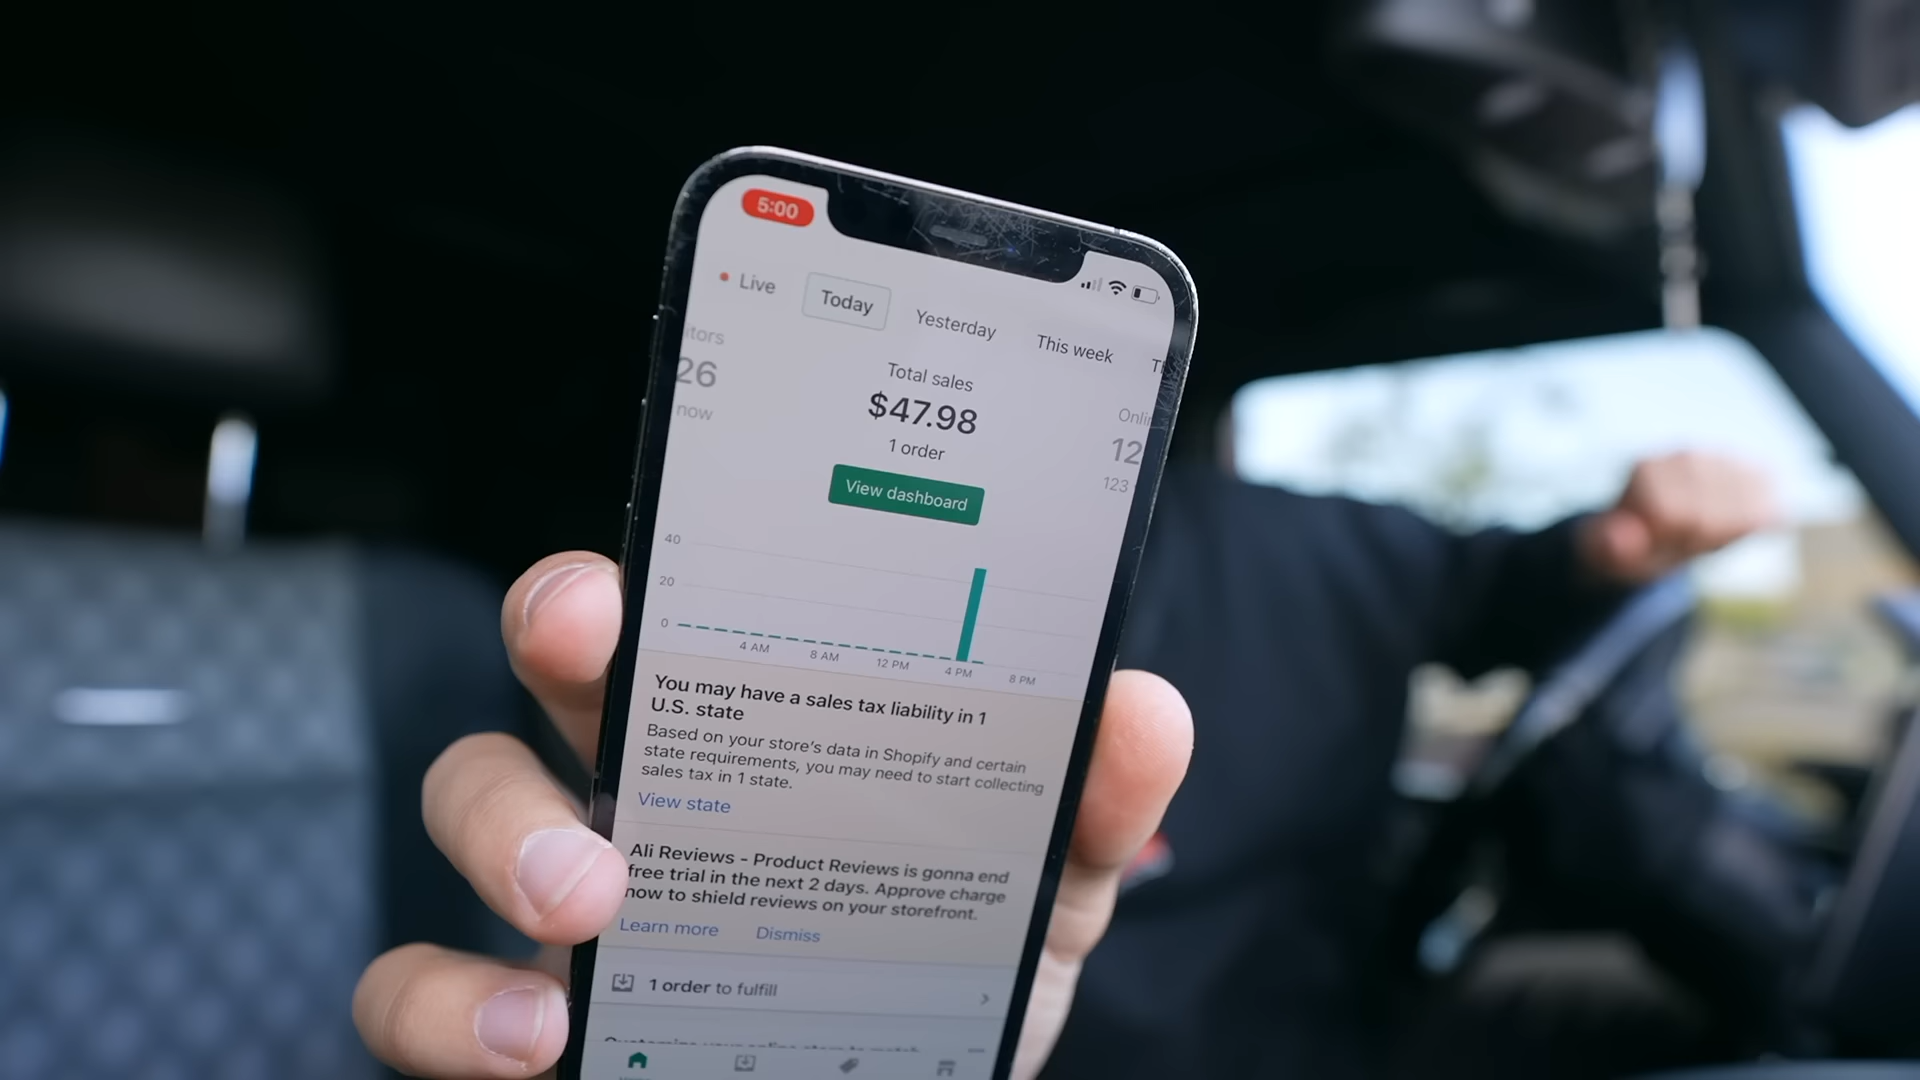 5:00
Live Today Yesterday This week
itors
26
now
Total sales
$47.98
1 order
View dashboard
12
123
40
20
0
4 AM 8 AM 12 PM 4 PM 8 PM
You may have a sales tax liability in 1
U.S. state
Based on your store's data in Shopify and certain
state requirements, you may need to start collecting
sales tax in 1 state.
View state
Ali Reviews - Product Reviews is gonna end
free trial in the next 2 days. Approve charge
now to shield reviews on your storefront.
Learn more Dismiss
1 order to fulfill